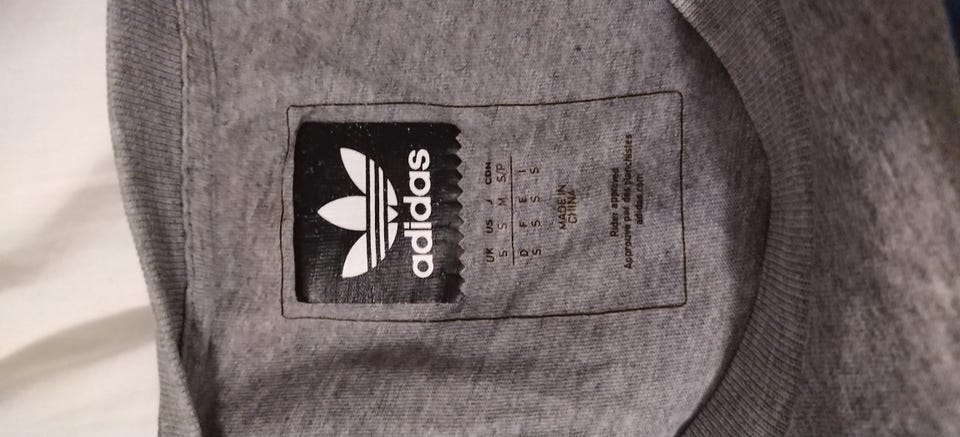 adidas
UK US J CDN
S S M S/P
D F E I
S S S S
MADE IN
CHINA
Rider approved
Approuvé par des planchistes
adidas.com